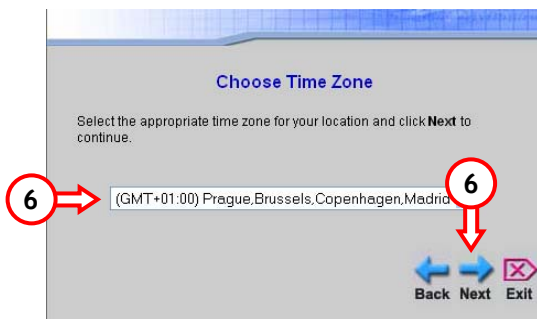 Choose Time Zone
Select the appropriate time zone for your location and click Next to
continue.
6
6
(GMT+01:00) Prague,Brussels,Copenhagen,Madrid
Back Next Exit